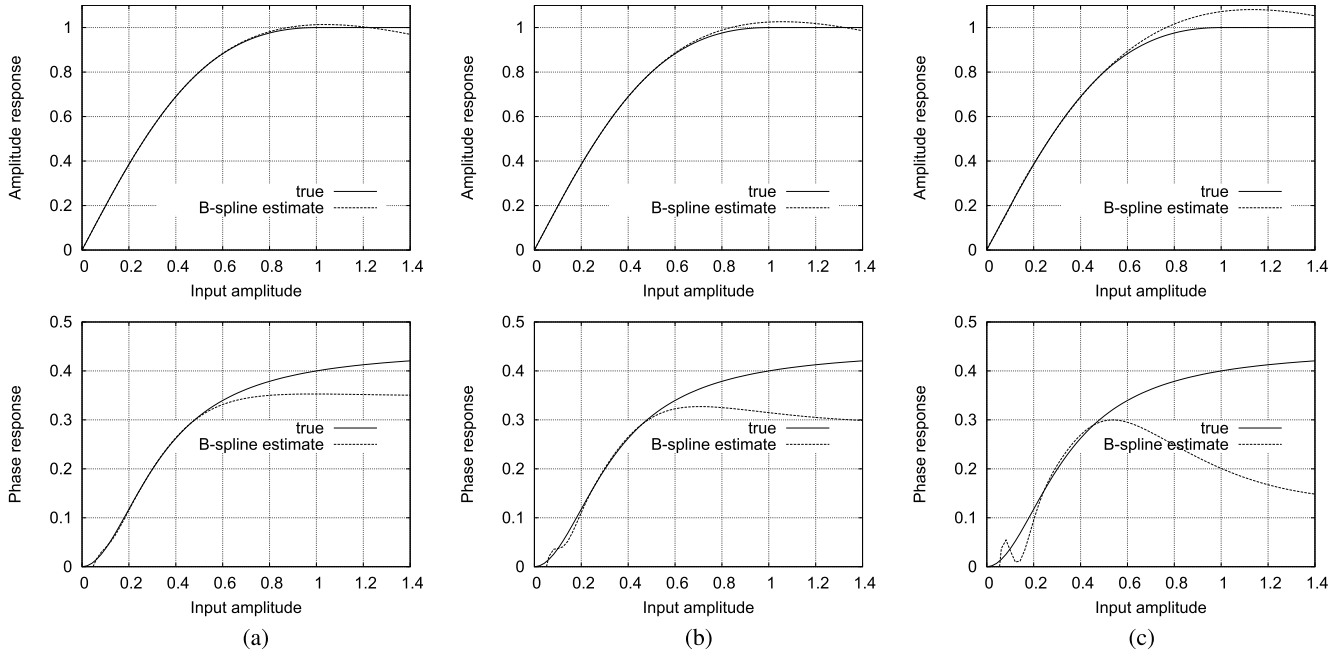 Amplitude response
1
0.8
0.6
0.4
0.2
0
true
B-spline estimate
0 0.2 0.4 0.6 0.8 1 1.2 1.4
Input amplitude
Amplitude response
1
0.8
0.6
0.4
0.2
0
true
B-spline estimate
0 0.2 0.4 0.6 0.8 1 1.2 1.4
Input amplitude
Amplitude response
1
0.8
0.6
0.4
0.2
0
true
B-spline estimate
0 0.2 0.4 0.6 0.8 1 1.2 1.4
Input amplitude
Phase response
0.5
0.4
0.3
0.2
0.1
0
true
B-spline estimate
0 0.2 0.4 0.6 0.8 1 1.2 1.4
Input amplitude
Phase response
0.5
0.4
0.3
0.2
0.1
0
true
B-spline estimate
0 0.2 0.4 0.6 0.8 1 1.2 1.4
Input amplitude
Phase response
0.5
0.4
0.3
0.2
0.1
0
true
B-spline estimate
0 0.2 0.4 0.6 0.8 1 1.2 1.4
Input amplitude
(a)
(b)
(c)